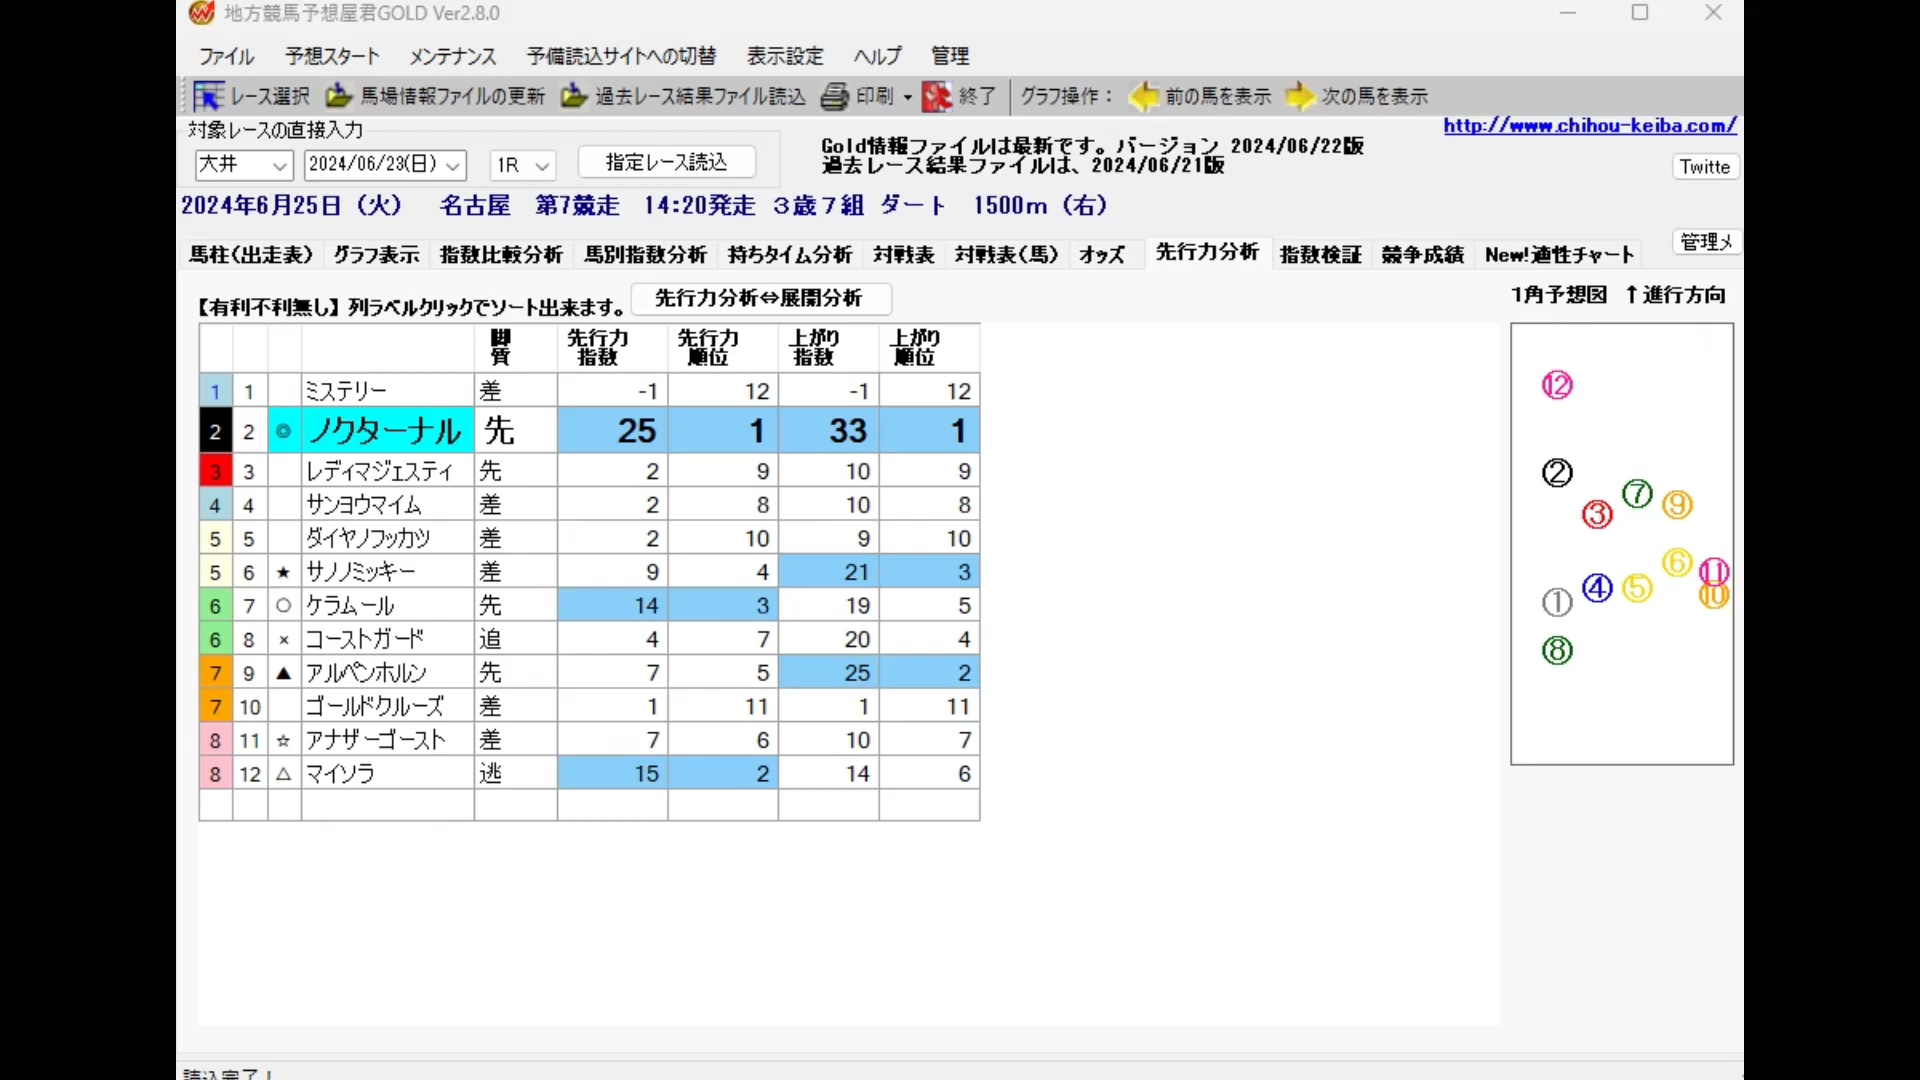 地方競馬予想屋君GOLD Ver2.8.0
ファイル 予想スタート メンテナンス 予備読込サイトへの切替 表示設定 ヘルプ 管理
レース選択 馬場情報ファイルの更新 過去レース結果ファイル読込 印刷 終了 グラフ操作： 前の馬を表示 次の馬を表示
対象レースの直接入力
http://www.chihou-keiba.com/
大井 2024/06/23(日) 1R 指定レース読込
Gold情報ファイルは最新です。バージョン 2024/06/22版
過去レース結果ファイルは、2024/06/21版
Twitte
2024年6月25日（火） 名古屋 第7競走 14:20発走 3歳7組 ダート 1500m（右）
管理メ
馬柱(出走表) グラフ表示 指数比較分析 馬別指数分析 持ちタイム分析 対戦表 対戦表(馬) オッズ 先行力分析 指数検証 競争成績 New!適性チャート
【有利不利無し】列ラベルクリックでソート出来ます。 先行力分析⇔展開分析
1角予想図 ↑進行方向
脚質 先行力指数 先行力順位 上がり指数 上がり順位
1 1 ミステリー 差 -1 12 -1 12
2 2 ◎ ノクターナル 先 25 1 33 1
3 3 レディマジェスティ 先 2 9 10 9
4 4 サンヨウマイム 差 2 8 10 8
5 5 ダイヤノフッカツ 差 2 10 9 10
5 6 ★ サノノミッキー 差 9 4 21 3
6 7 ○ ケラムール 先 14 3 19 5
6 8 × コーストガード 追 4 7 20 4
7 9 ▲ アルペンホルン 先 7 5 25 2
7 10 ゴールドクルーズ 差 1 11 1 11
8 11 ☆ アナザーゴースト 差 7 6 10 7
8 12 △ マイソラ 逃 15 2 14 6
⑫
②
⑦
⑨
③
⑥
⑪
④
⑤
⑩
①
⑧
読込完了！